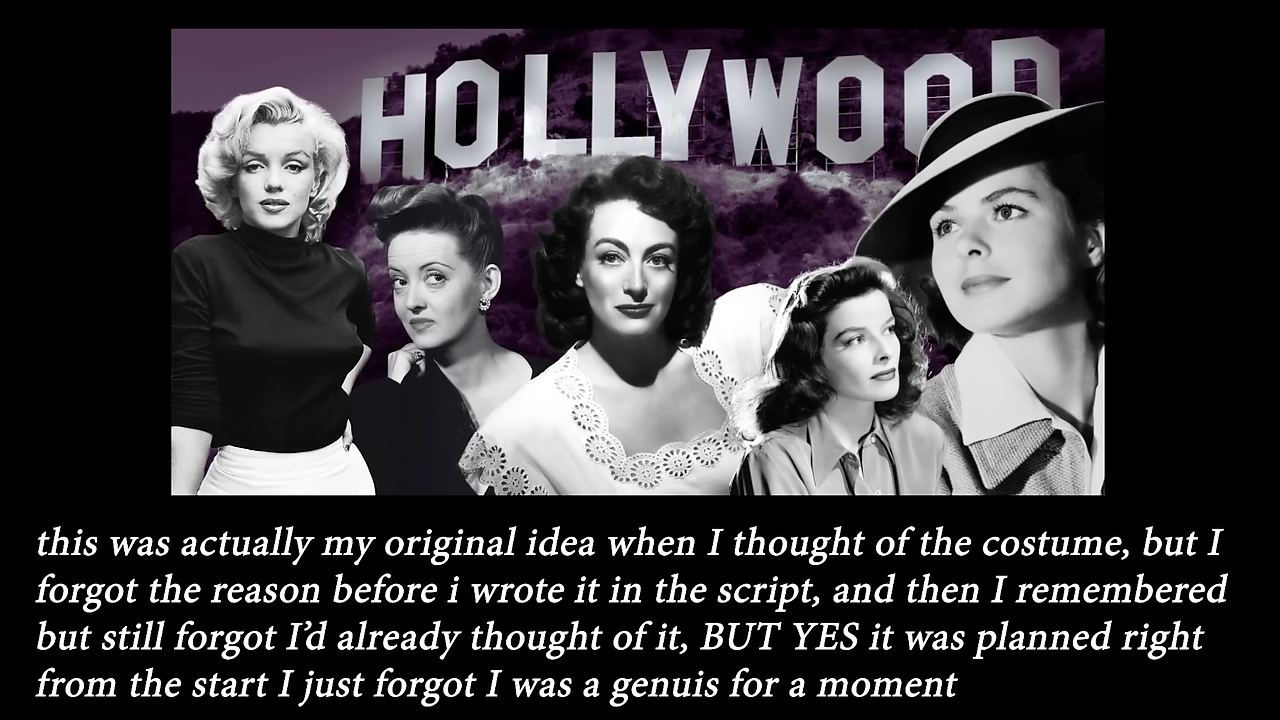 HOLLYWOOD
this was actually my original idea when I thought of the costume, but I
forgot the reason before i wrote it in the script, and then I remembered
but still forgot I’d already thought of it, BUT YES it was planned right
from the start I just forgot I was a genuis for a moment